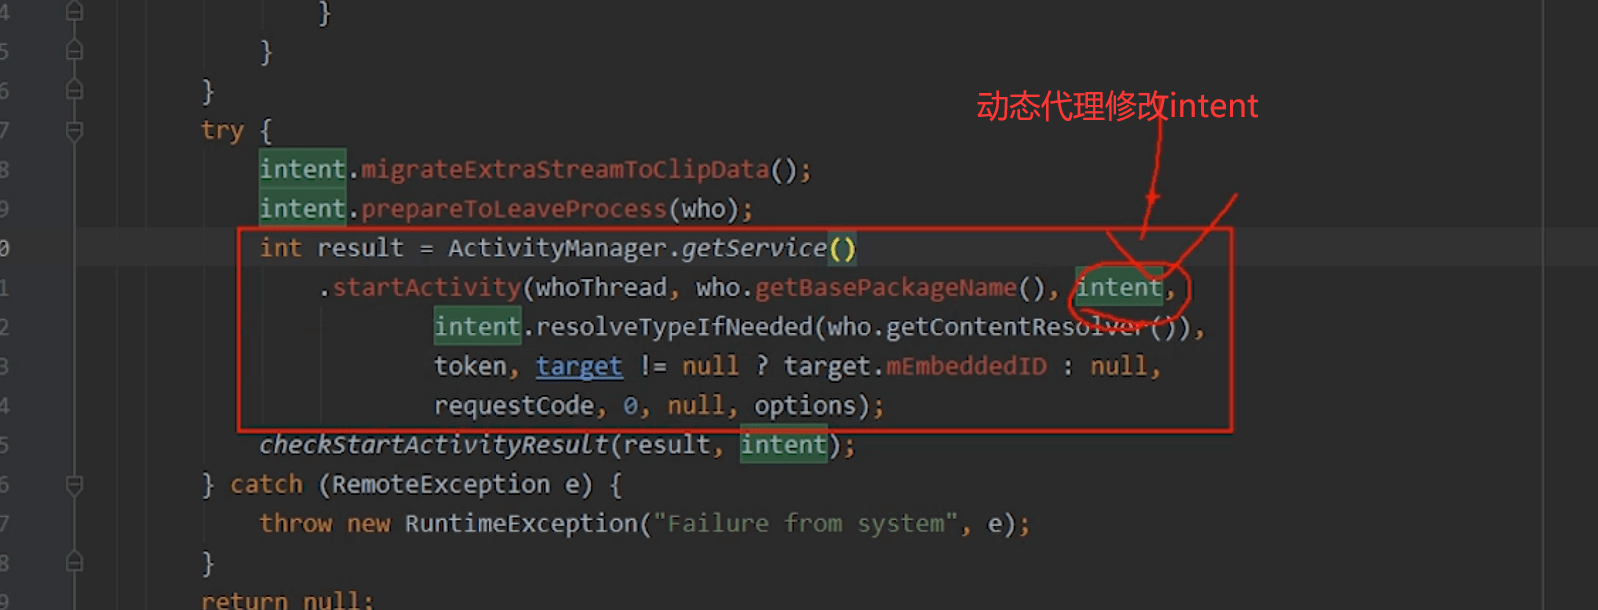 4 }
5 }
6 }
动态代理修改intent
7 try {
8 intent.migrateExtraStreamToClipData();
9 intent.prepareToLeaveProcess(who);
0 int result = ActivityManager.getService()
1 .startActivity(whoThread, who.getBasePackageName(), intent,
2 intent.resolveTypeIfNeeded(who.getContentResolver()),
3 token, target != null ? target.mEmbeddedID : null,
4 requestCode, 0, null, options);
5 checkStartActivityResult(result, intent);
6 } catch (RemoteException e) {
7 throw new RuntimeException("Failure from system", e);
8 }
9 return null;